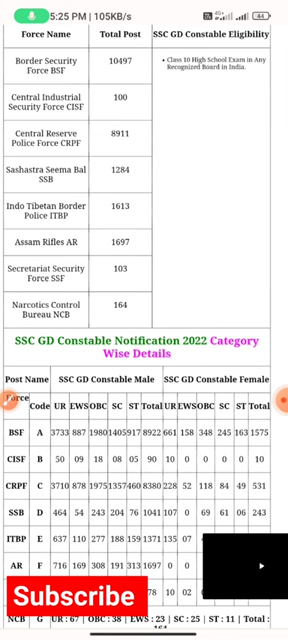 5:25 PM | 105KB/s 4G+ 44
Force Name Total Post SSC GD Constable Eligibility
Border Security Force BSF 10497 • Class 10 High School Exam in Any Recognized Board in India.
Central Industrial Security Force CISF 100
Central Reserve Police Force CRPF 8911
Sashastra Seema Bal SSB 1284
Indo Tibetan Border Police ITBP 1613
Assam Rifles AR 1697
Secretariat Security Force SSF 103
Narcotics Control Bureau NCB 164
SSC GD Constable Notification 2022 Category
Wise Details
Post Name SSC GD Constable Male SSC GD Constable Female
Force Code UR EWS OBC SC ST Total UR EWS OBC SC ST Total
BSF A 3733 887 1980 1405 917 8922 661 158 348 245 163 1575
CISF B 50 09 18 08 05 90 10 0 0 0 0 10
CRPF C 3710 878 1975 1357 460 8380 228 52 118 84 49 531
SSB D 464 54 243 204 76 1041 107 0 69 61 06 243
ITBP E 637 110 277 188 159 1371 135 07
AR F 716 169 308 191 313 1697 0 0
78 10 02
Subscribe
NCB G UR : 67 | OBC : 38 | EWS : 23 | SC : 25 | ST : 11 | Total :
164